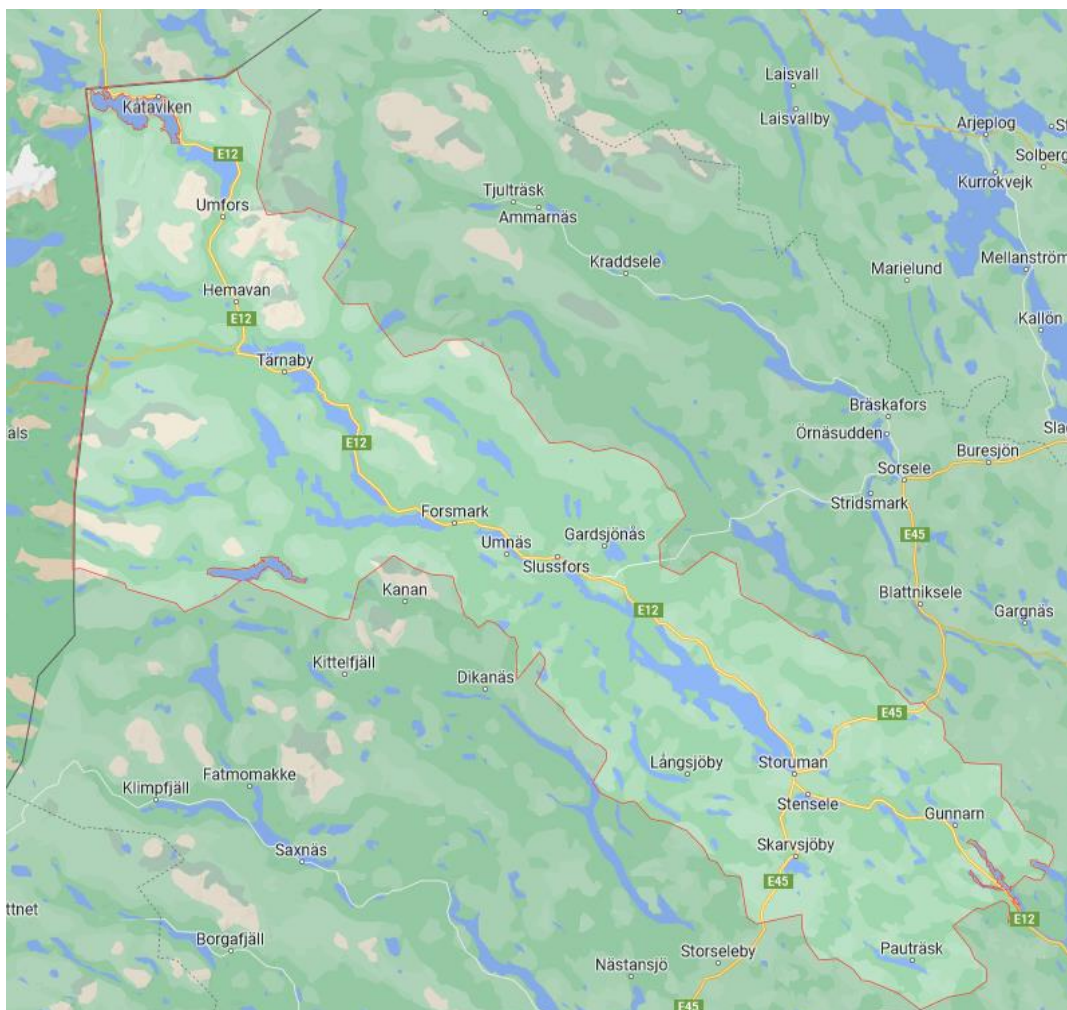 Laisvall
Laisvallby
Kåtaviken
Arjeplog
Solberg
Kurrokvejk
E12
Tjulträsk
Ammarnäs
Umfors
Kraddsele
Marielund
Mellanström
Hemavan
E12
Kallön
Tärnaby
Bräskafors
Örnäsudden
als
E12
Buresjön
Sorsele
Stridsmark
Forsmark
Gardsjönäs
E45
Umnäs
Slussfors
Kanan
E12
Blattniksele
Gargnäs
Kittelfjäll
Dikanäs
E45
Långsjöby
Storuman
Fatmomakke
Klimpfjäll
Stensele
Gunnarn
Saxnäs
Skarvsjöby
E45
ttnet
E12
Borgafjäll
Storseleby
Pauträsk
Nästansjö
E45